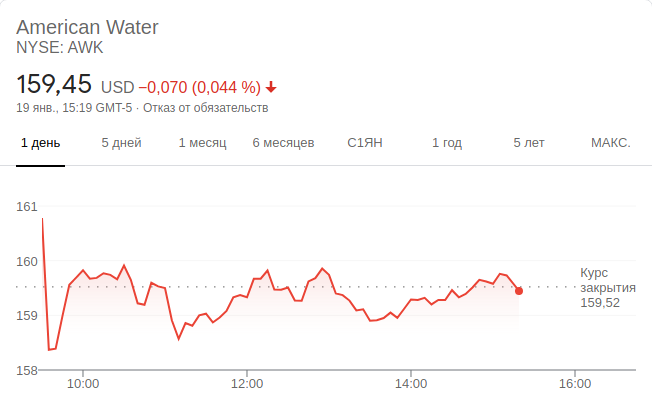 American Water
NYSE: AWK
159,45 USD −0,070 (0,044 %)
19 янв., 15:19 GMT-5 · Отказ от обязательств
1 день 5 дней 1 месяц 6 месяцев С1ЯН 1 год 5 лет МАКС.
161
160
Курс
закрытия
159,52
159
158
10:00 12:00 14:00 16:00